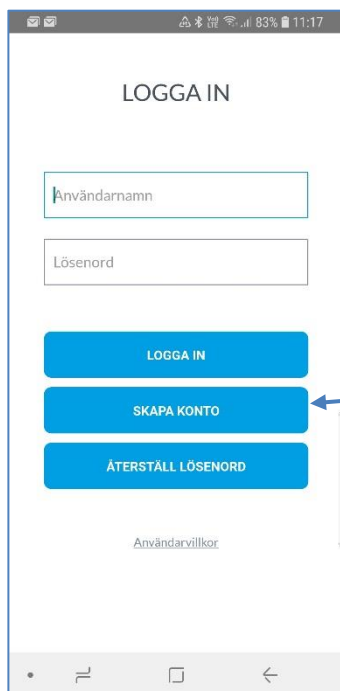 83% 11:17
LOGGA IN
Användarnamn
Lösenord
LOGGA IN
SKAPA KONTO
ÅTERSTÄLL LÖSENORD
Användarvillkor